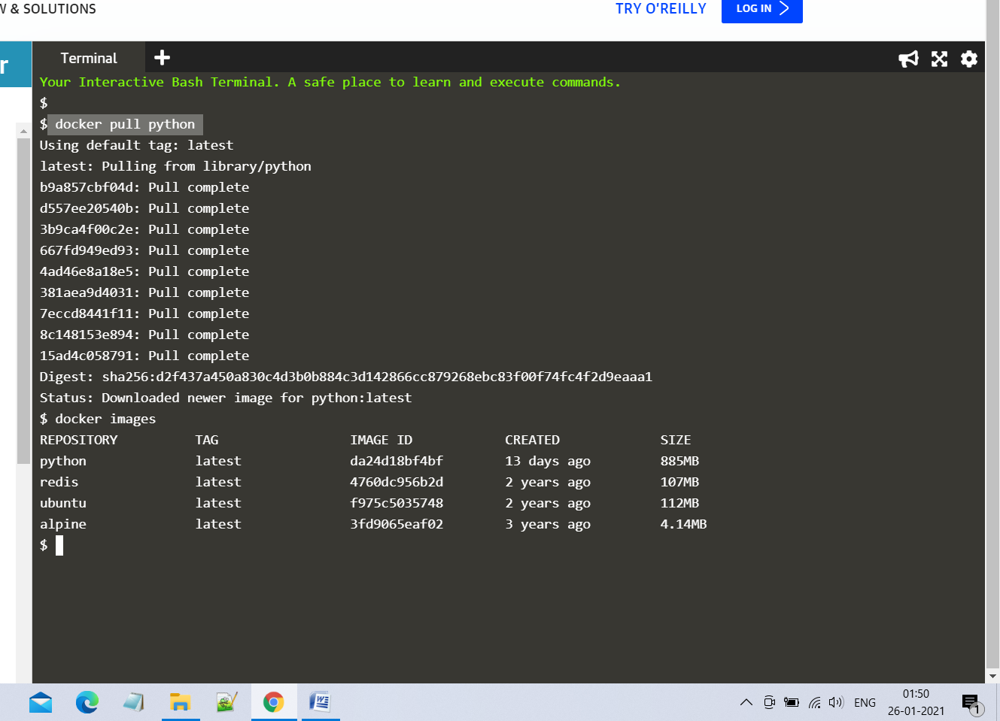 W & SOLUTIONS
TRY O'REILLY
LOG IN
r
Terminal
Your Interactive Bash Terminal. A safe place to learn and execute commands.
$
$ docker pull python
Using default tag: latest
latest: Pulling from library/python
b9a857cbf04d: Pull complete
d557ee20540b: Pull complete
3b9ca4f00c2e: Pull complete
667fd949ed93: Pull complete
4ad46e8a18e5: Pull complete
381aea9d4031: Pull complete
7eccd8441f11: Pull complete
8c148153e894: Pull complete
15ad4c058791: Pull complete
Digest: sha256:d2f437a450a830c4d3b0b884c3d142866cc879268ebc83f00f74fc4f2d9eaaa1
Status: Downloaded newer image for python:latest
$ docker images
REPOSITORY TAG IMAGE ID CREATED SIZE
python latest da24d18bf4bf 13 days ago 885MB
redis latest 4760dc956b2d 2 years ago 107MB
ubuntu latest f975c5035748 2 years ago 112MB
alpine latest 3fd9065eaf02 3 years ago 4.14MB
$
ENG
01:50
26-01-2021
1